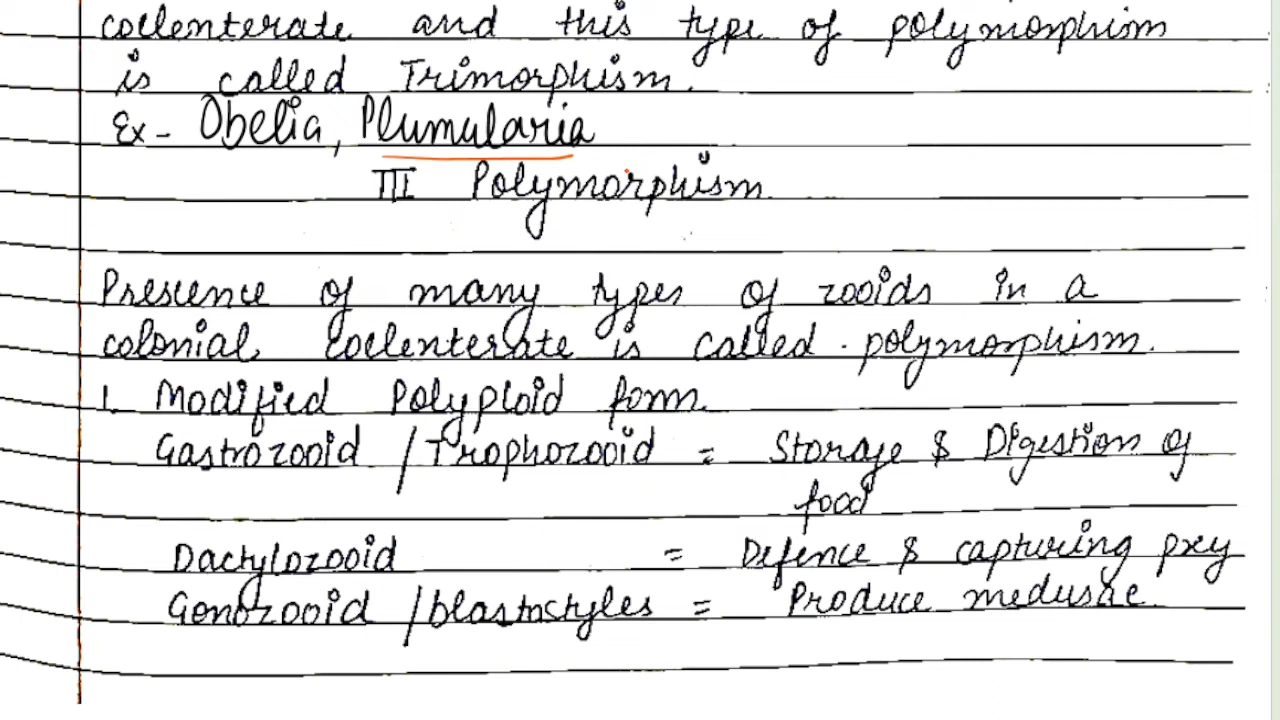 coelenterate and this type of polymorphism
is called Trimorphism.
Ex- Obelia, Plumularia
III Polymorphism.
Presence of many types of zooids in a
colonial Coelenterate is called polymorphism.
1. Modified Polyploid form.
Gastrozooid / Trophozooid = Storage & Digestion of
food
Dactylozooid = Defence & capturing prey
Gonozooid / blastostyles = Produce medusae.